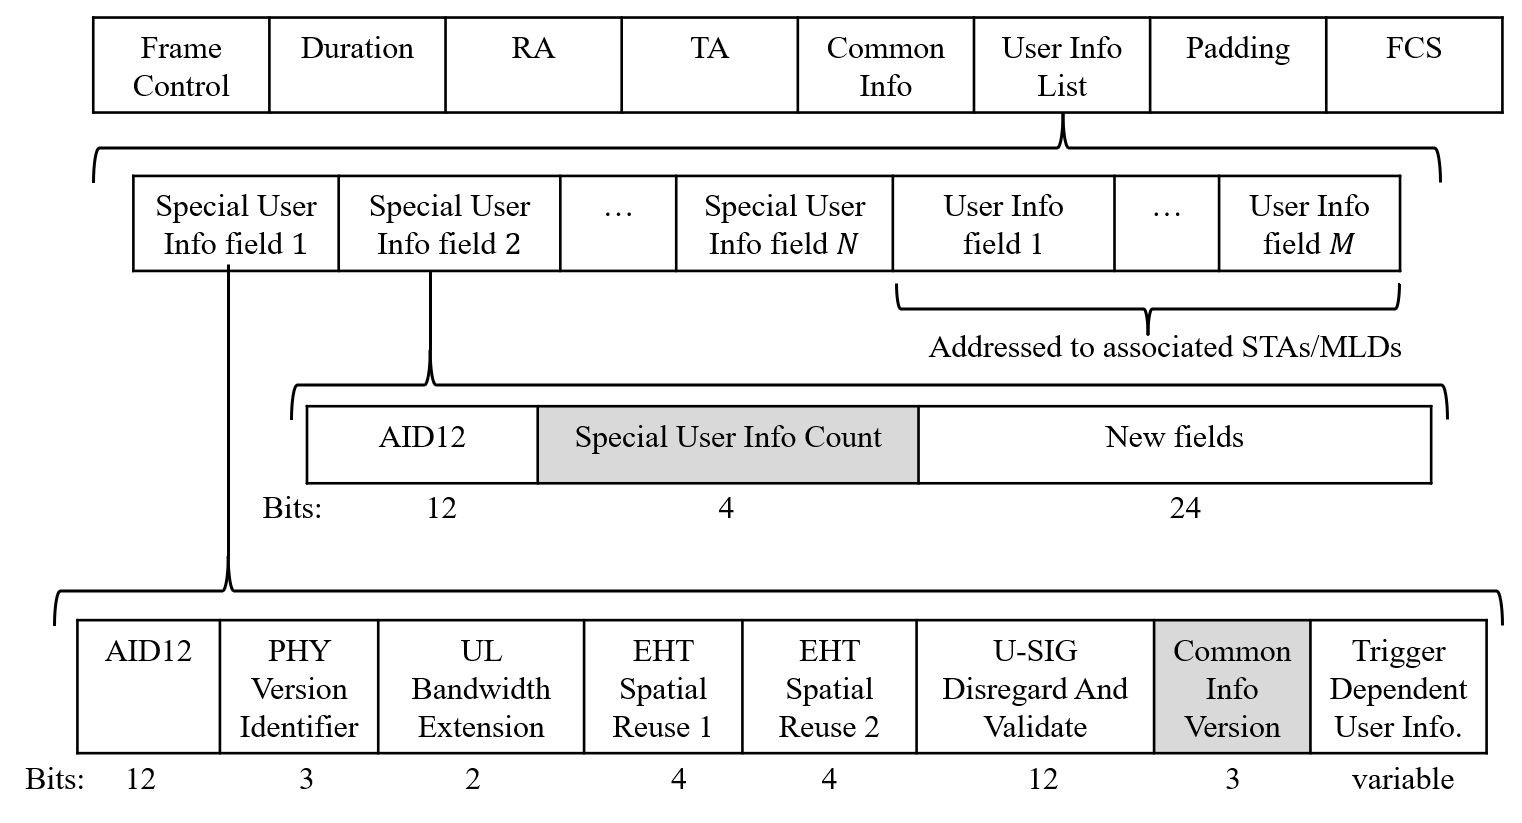 Frame Duration RA TA Common User Info Padding FCS
Control Info List
Special User Special User … Special User User Info … User Info
Info field 1 Info field 2 Info field N field 1 field M
Addressed to associated STAs/MLDs
AID12 Special User Info Count New fields
Bits: 12 4 24
AID12 PHY UL EHT EHT U-SIG Common Trigger
Version Bandwidth Spatial Spatial Disregard And Info Dependent
Identifier Extension Reuse 1 Reuse 2 Validate Version User Info.
Bits: 12 3 2 4 4 12 3 variable